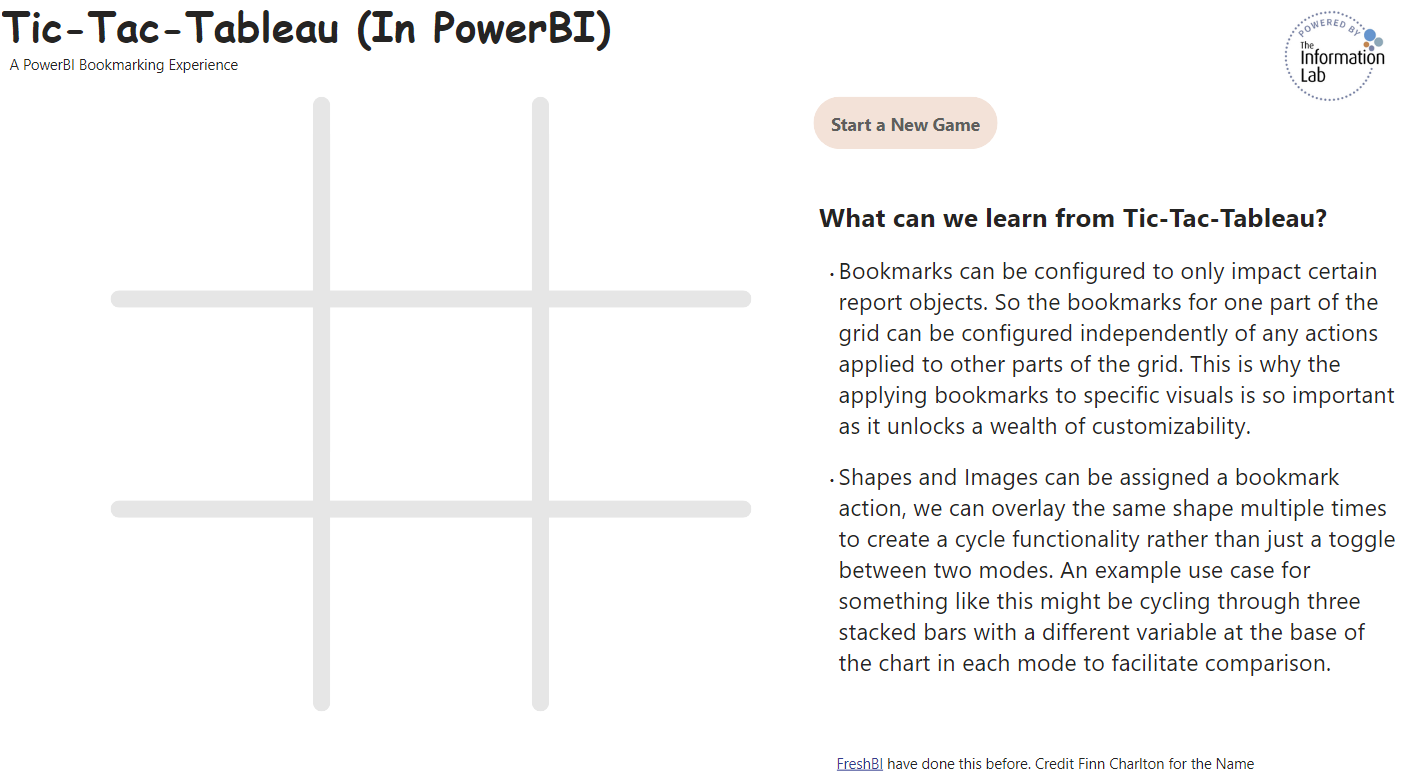 Tic-Tac-Tableau (In PowerBI)
A PowerBI Bookmarking Experience
POWERED BY
The
Information
Lab
Start a New Game
What can we learn from Tic-Tac-Tableau?
• Bookmarks can be configured to only impact certain
report objects. So the bookmarks for one part of the
grid can be configured independently of any actions
applied to other parts of the grid. This is why the
applying bookmarks to specific visuals is so important
as it unlocks a wealth of customizability.
• Shapes and Images can be assigned a bookmark
action, we can overlay the same shape multiple times
to create a cycle functionality rather than just a toggle
between two modes. An example use case for
something like this might be cycling through three
stacked bars with a different variable at the base of
the chart in each mode to facilitate comparison.
FreshBI have done this before. Credit Finn Charlton for the Name